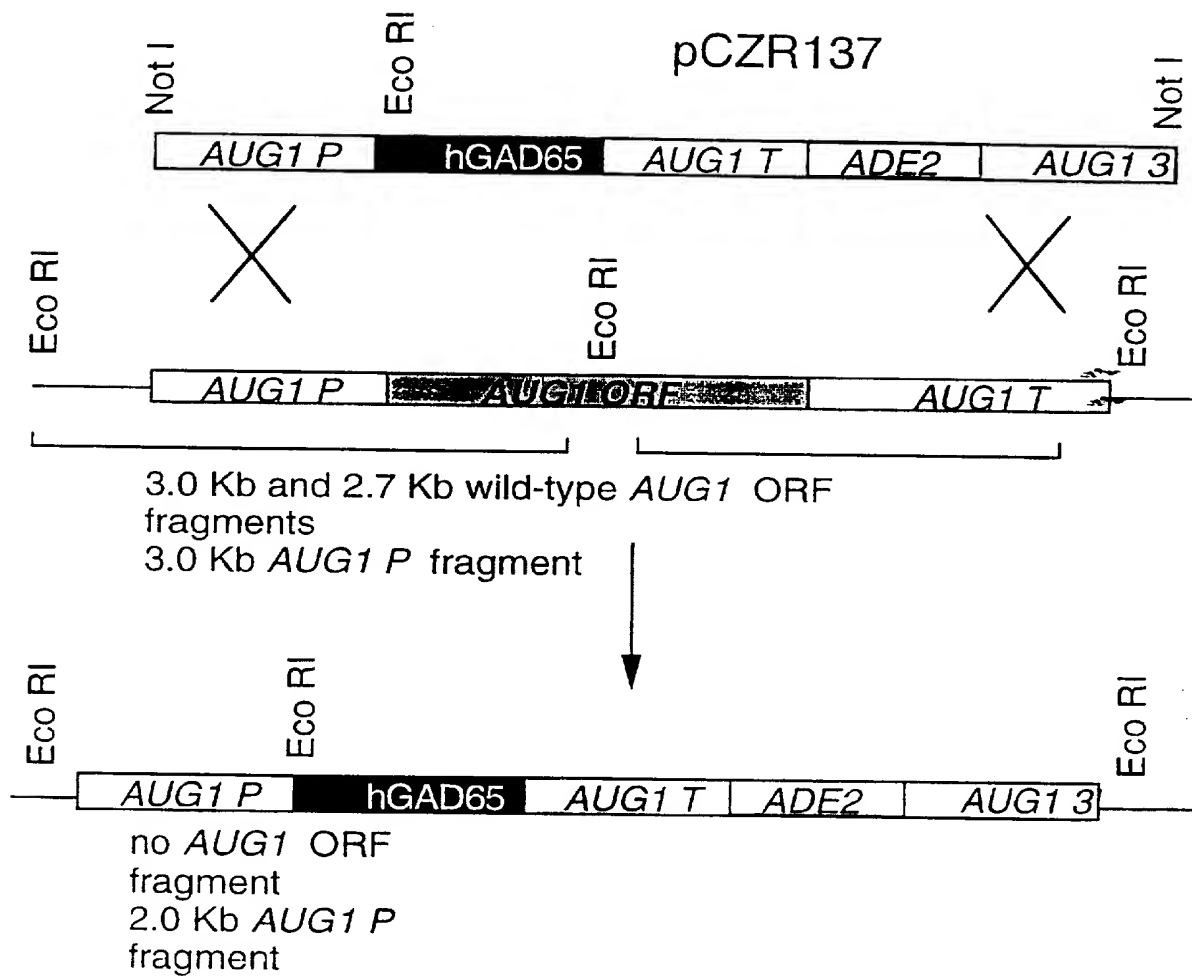 pCZR137
Not I
Eco RI
Not I
AUG1 P
hGAD65
AUG1 T
ADE2
AUG1 3
Eco RI
Eco RI
Eco RI
AUG1 P
AUG1 ORF
AUG1 T
3.0 Kb and 2.7 Kb wild-type AUG1 ORF
fragments
3.0 Kb AUG1 P fragment
Eco RI
Eco RI
Eco RI
AUG1 P
hGAD65
AUG1 T
ADE2
AUG1 3
no AUG1 ORF
fragment
2.0 Kb AUG1 P
fragment